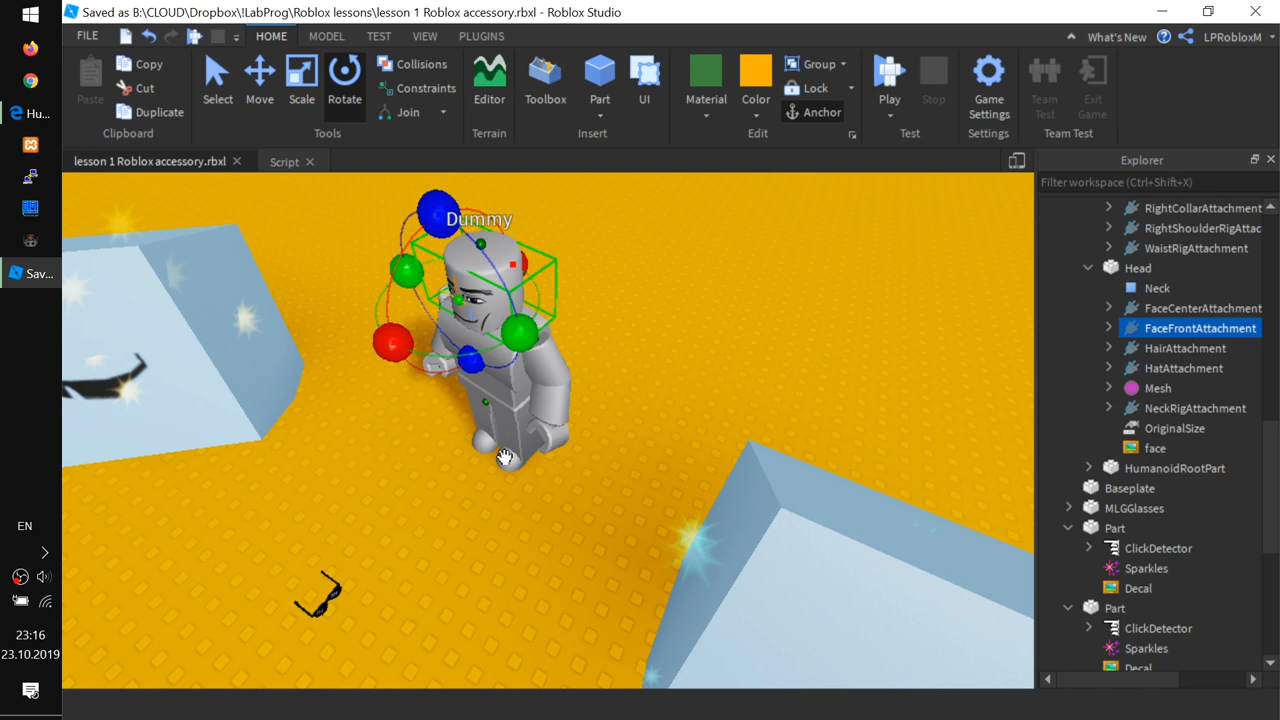 Saved as B:\CLOUD\Dropbox\!LabProg\Roblox lessons\lesson 1 Roblox accessory.rbxl - Roblox Studio
FILE HOME MODEL TEST VIEW PLUGINS What's New LPRobloxM
Paste Copy Cut Duplicate Select Move Scale Rotate Collisions Constraints Join Editor Toolbox Part UI Material Color Group Lock Anchor Play Stop Game Settings Team Test Exit Game
Clipboard Tools Terrain Insert Edit Test Settings Team Test
lesson 1 Roblox accessory.rbxl Script Explorer
Filter workspace (Ctrl+Shift+X)
RightCollarAttachment
RightShoulderRigAttac
WaistRigAttachment
Head
Neck
FaceCenterAttachment
FaceFrontAttachment
HairAttachment
HatAttachment
Mesh
NeckRigAttachment
OriginalSize
face
HumanoidRootPart
Baseplate
MLGGlasses
Part
ClickDetector
Sparkles
Decal
Part
ClickDetector
Sparkles
Decal
Dummy
Hu...
Sav...
EN
23:16
23.10.2019